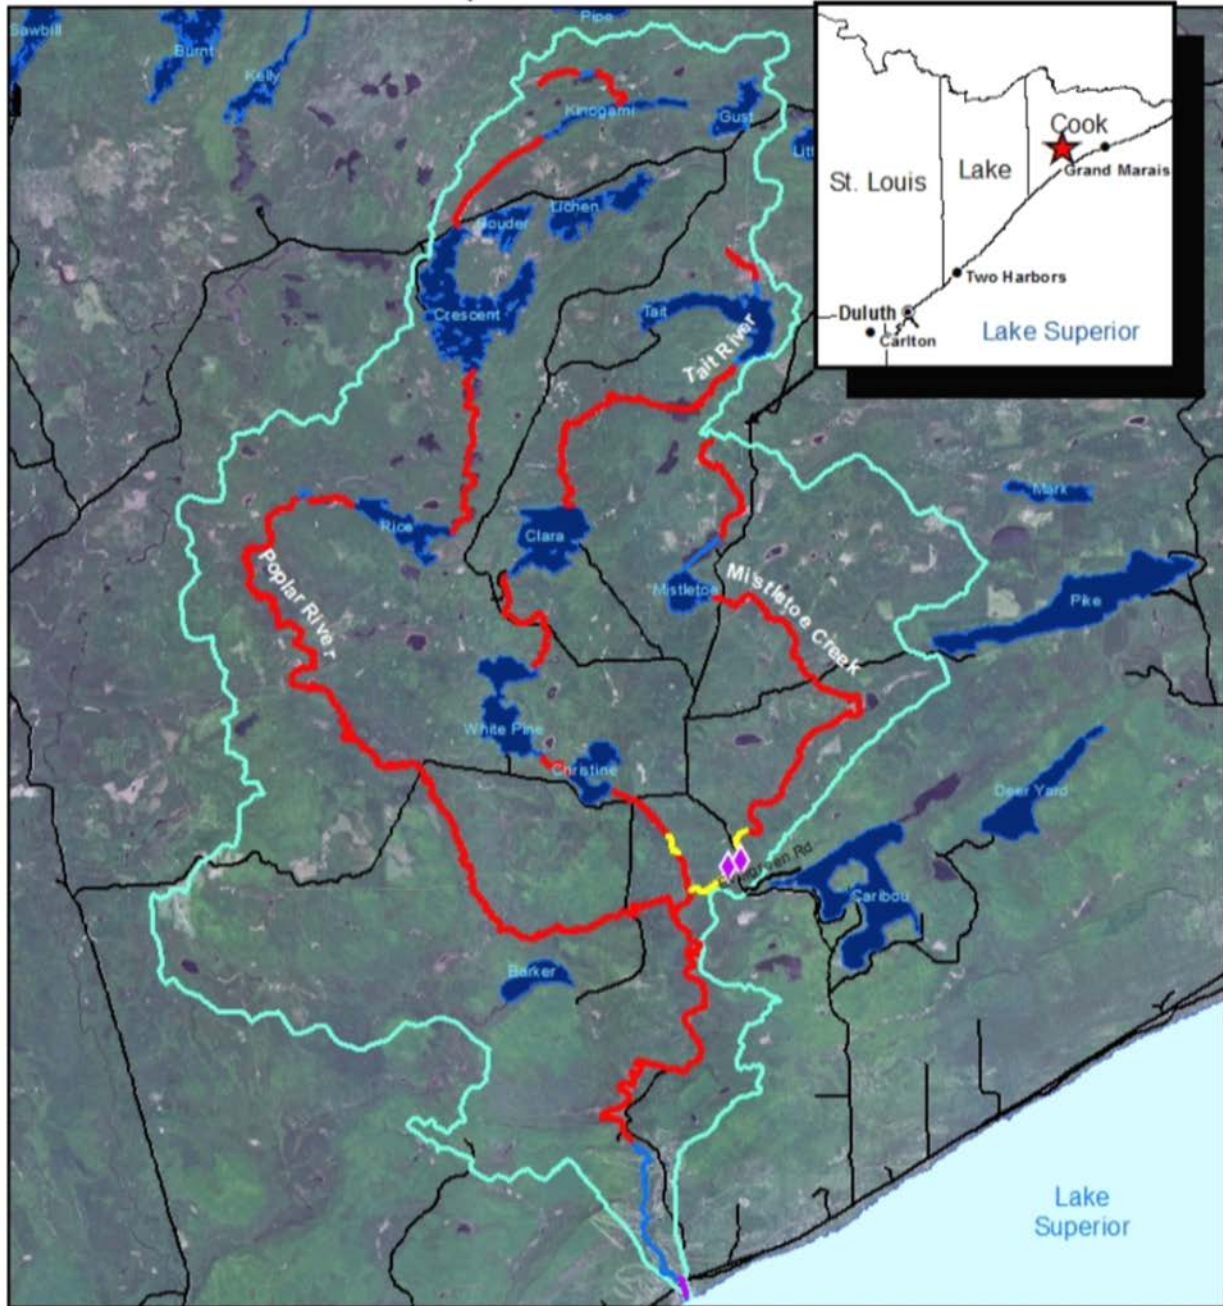 Sawbill
Burnt
Kelly
Pipe
Kinogami
Gust
Cook
Grand Marais
St. Louis
Lake
Two Harbors
Duluth
Carlton
Lake Superior
Lichen
Crescent
Tait
Tait River
Mark
Rice
Clara
Poplar River
Mistletoe
Mistletoe Creek
Pike
White Pine
Christine
Deer Yard
Rd
Caribou
Barker
Lake
Superior